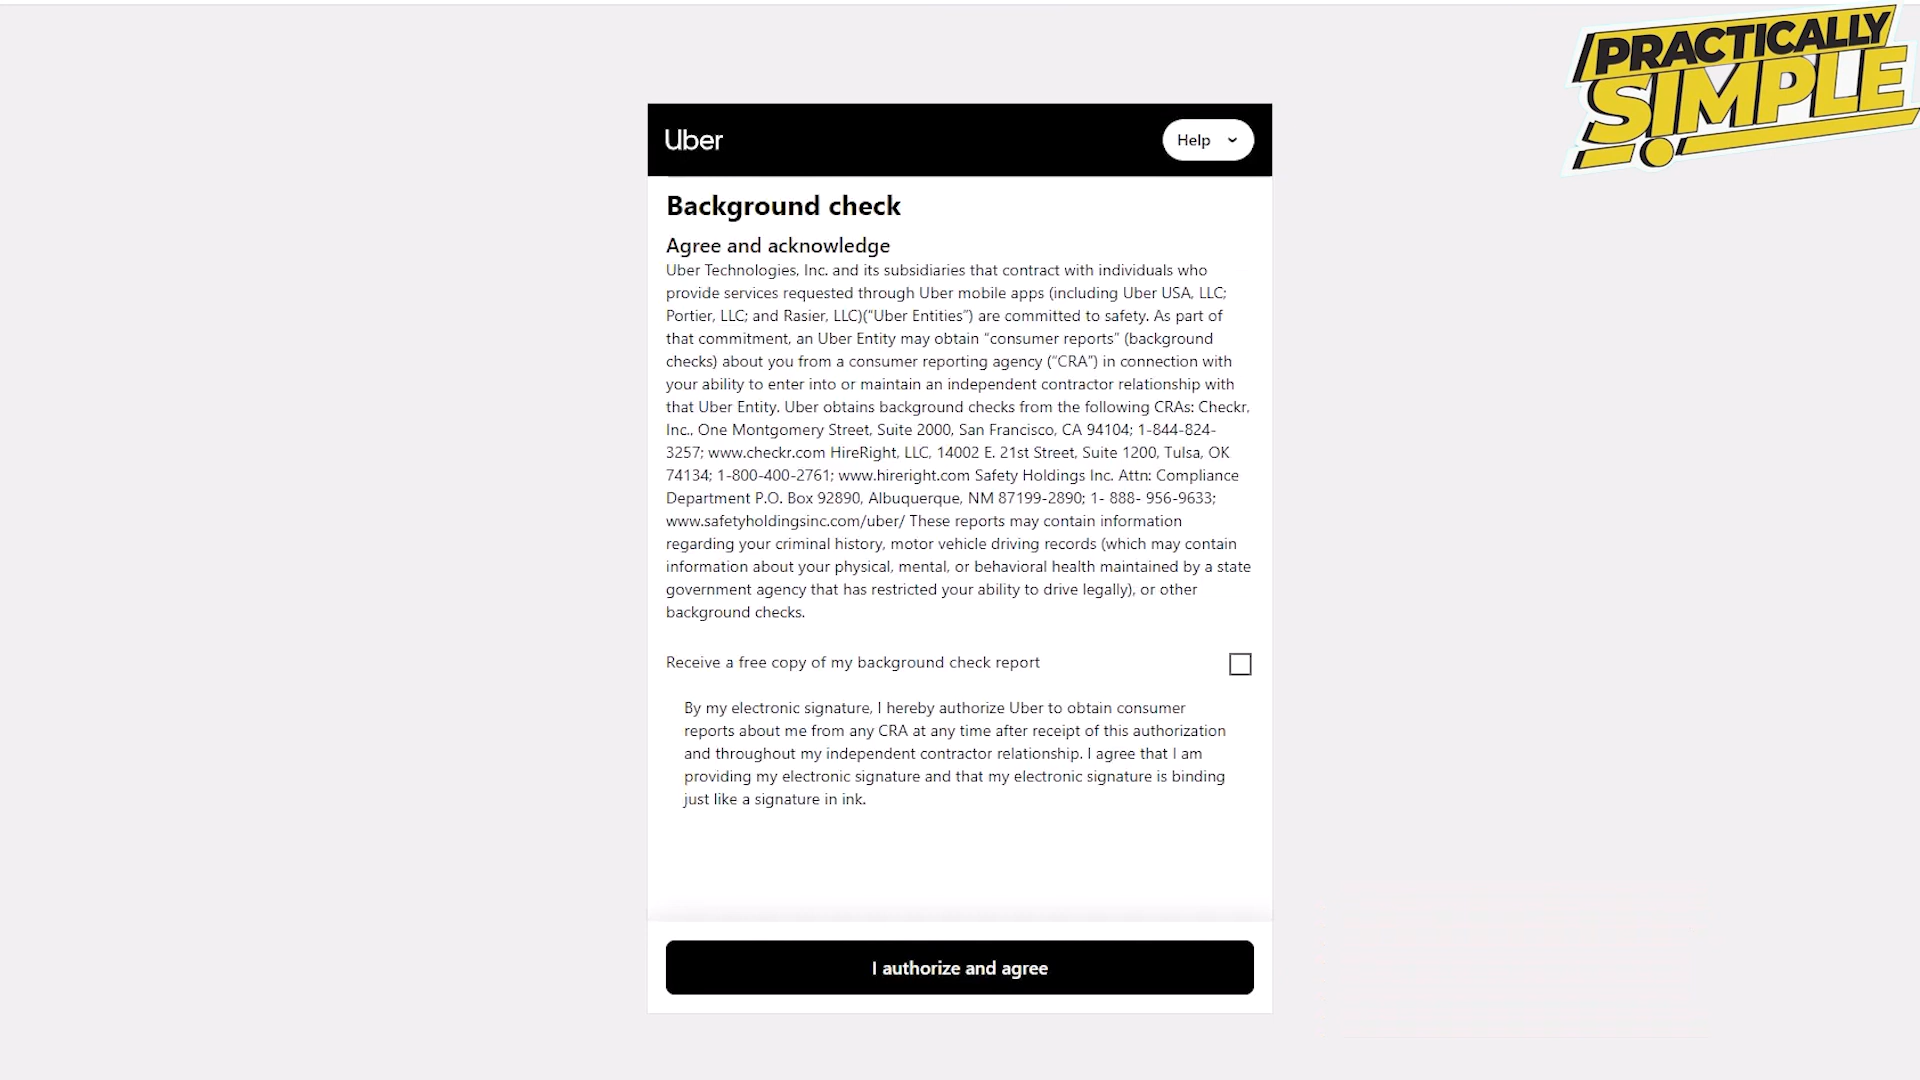 PRACTICALLY
SIMPLE
Uber
Help
Background check
Agree and acknowledge
Uber Technologies, Inc. and its subsidiaries that contract with individuals who
provide services requested through Uber mobile apps (including Uber USA, LLC;
Portier, LLC; and Rasier, LLC)(“Uber Entities”) are committed to safety. As part of
that commitment, an Uber Entity may obtain “consumer reports” (background
checks) about you from a consumer reporting agency (“CRA”) in connection with
your ability to enter into or maintain an independent contractor relationship with
that Uber Entity. Uber obtains background checks from the following CRAs: Checkr,
Inc., One Montgomery Street, Suite 2000, San Francisco, CA 94104; 1-844-824-
3257; www.checkr.com HireRight, LLC, 14002 E. 21st Street, Suite 1200, Tulsa, OK
74134; 1-800-400-2761; www.hireright.com Safety Holdings Inc. Attn: Compliance
Department P.O. Box 92890, Albuquerque, NM 87199-2890; 1- 888- 956-9633;
www.safetyholdingsinc.com/uber/ These reports may contain information
regarding your criminal history, motor vehicle driving records (which may contain
information about your physical, mental, or behavioral health maintained by a state
government agency that has restricted your ability to drive legally), or other
background checks.
Receive a free copy of my background check report
By my electronic signature, I hereby authorize Uber to obtain consumer
reports about me from any CRA at any time after receipt of this authorization
and throughout my independent contractor relationship. I agree that I am
providing my electronic signature and that my electronic signature is binding
just like a signature in ink.
I authorize and agree